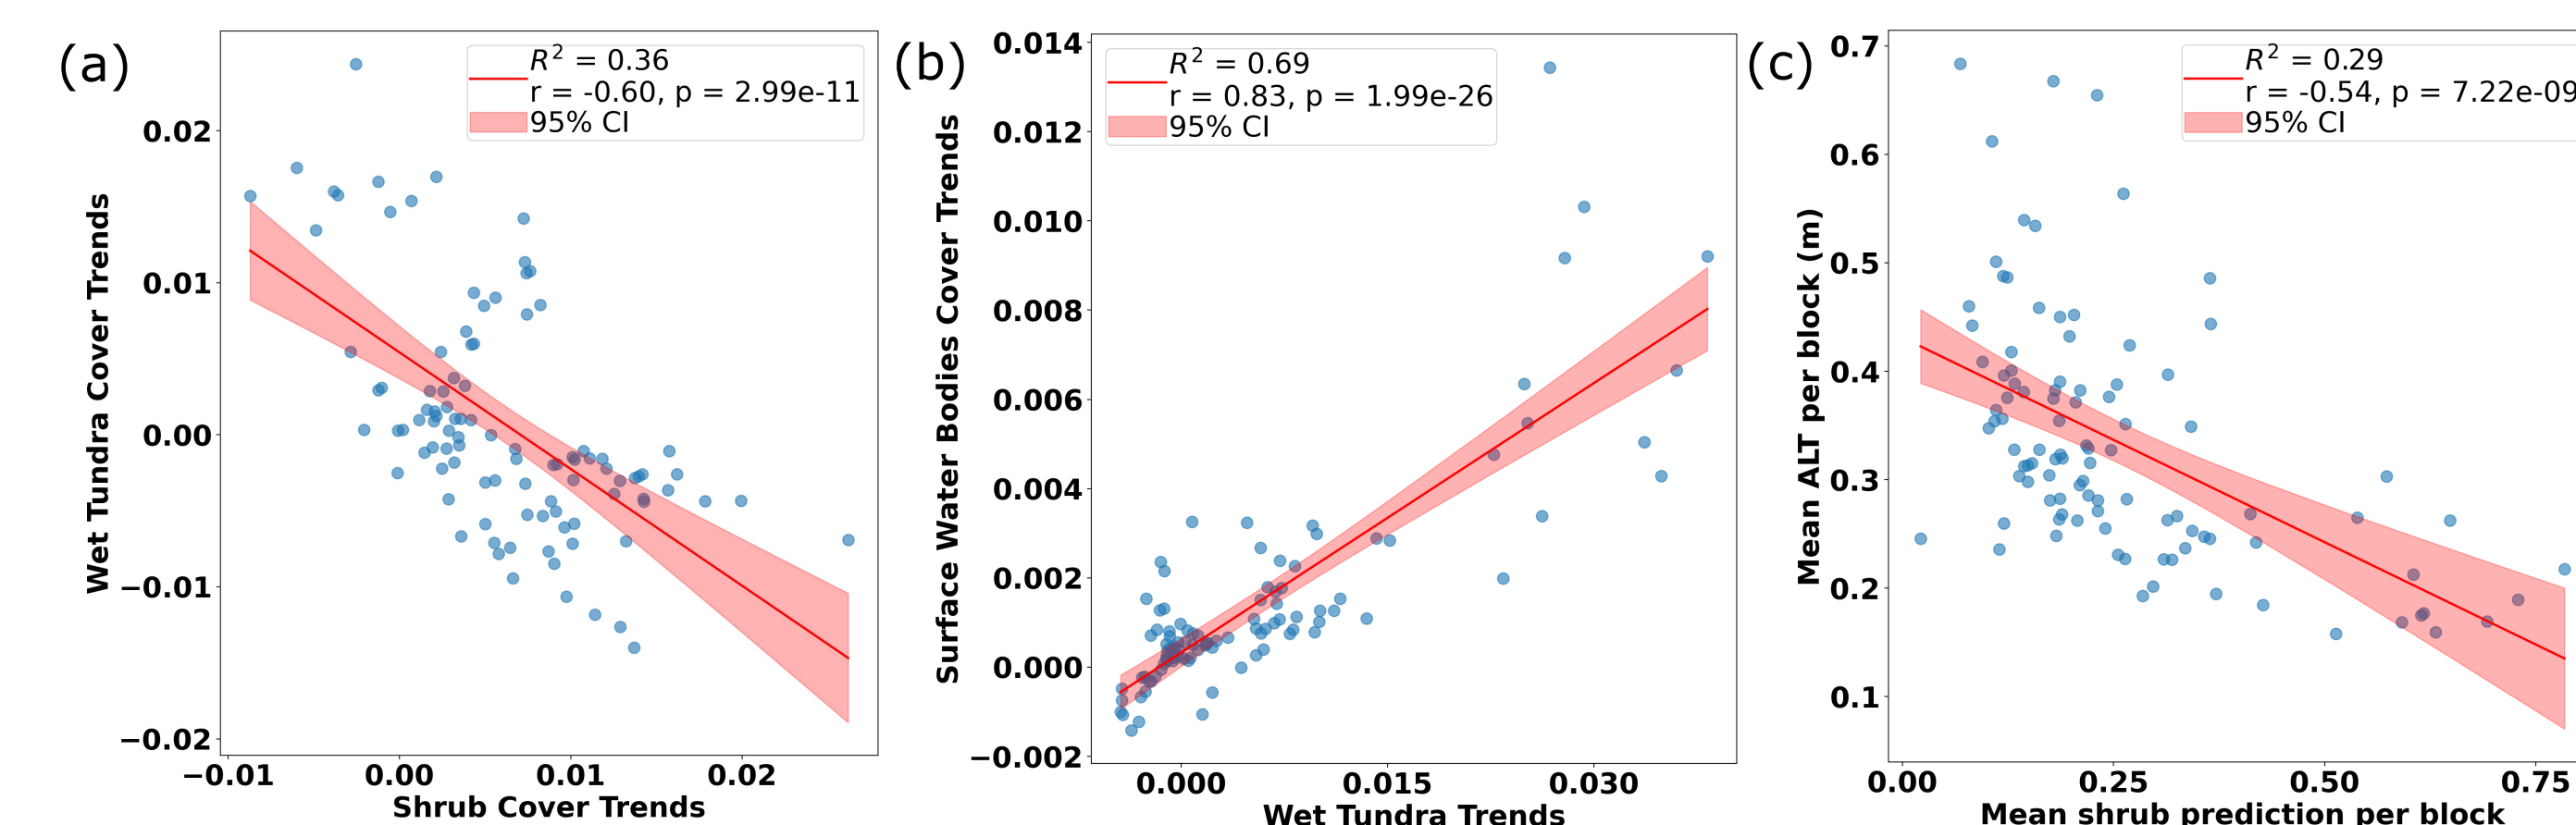 (a)
R² = 0.36
r = -0.60, p = 2.99e-11
95% CI
Wet Tundra Cover Trends
0.02
0.01
0.00
−0.01
−0.02
−0.01 0.00 0.01 0.02
Shrub Cover Trends
(b)
R² = 0.69
r = 0.83, p = 1.99e-26
95% CI
Surface Water Bodies Cover Trends
0.014
0.012
0.010
0.008
0.006
0.004
0.002
0.000
−0.002
0.000 0.015 0.030
Wet Tundra Trends
(c)
R² = 0.29
r = -0.54, p = 7.22e-09
95% CI
Mean ALT per block (m)
0.7
0.6
0.5
0.4
0.3
0.2
0.1
0.00 0.25 0.50 0.75
Mean shrub prediction per block